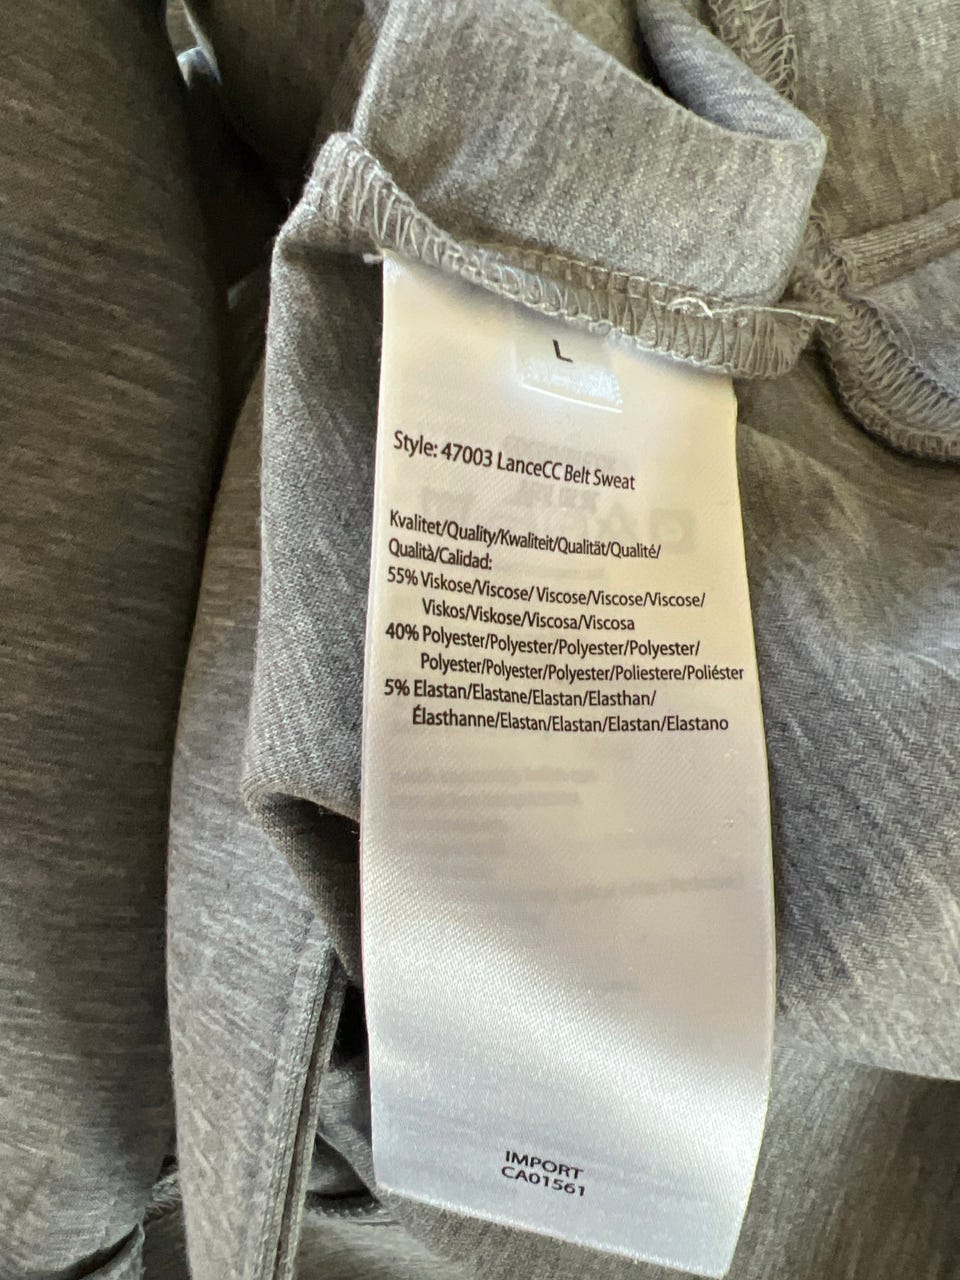 L
Style: 47003 LanceCC Belt Sweat
Kvalitet/Quality/Kwaliteit/Qualität/Qualité/
Qualità/Calidad:
55% Viskose/Viscose/ Viscose/Viscose/Viscose/
Viskos/Viskose/Viscosa/Viscosa
40% Polyester/Polyester/Polyester/Polyester/
Polyester/Polyester/Polyester/Poliestere/Poliéster
5% Elastan/Elastane/Elastan/Elasthan/
Élasthanne/Elastan/Elastan/Elastan/Elastano
IMPORT
CA01561